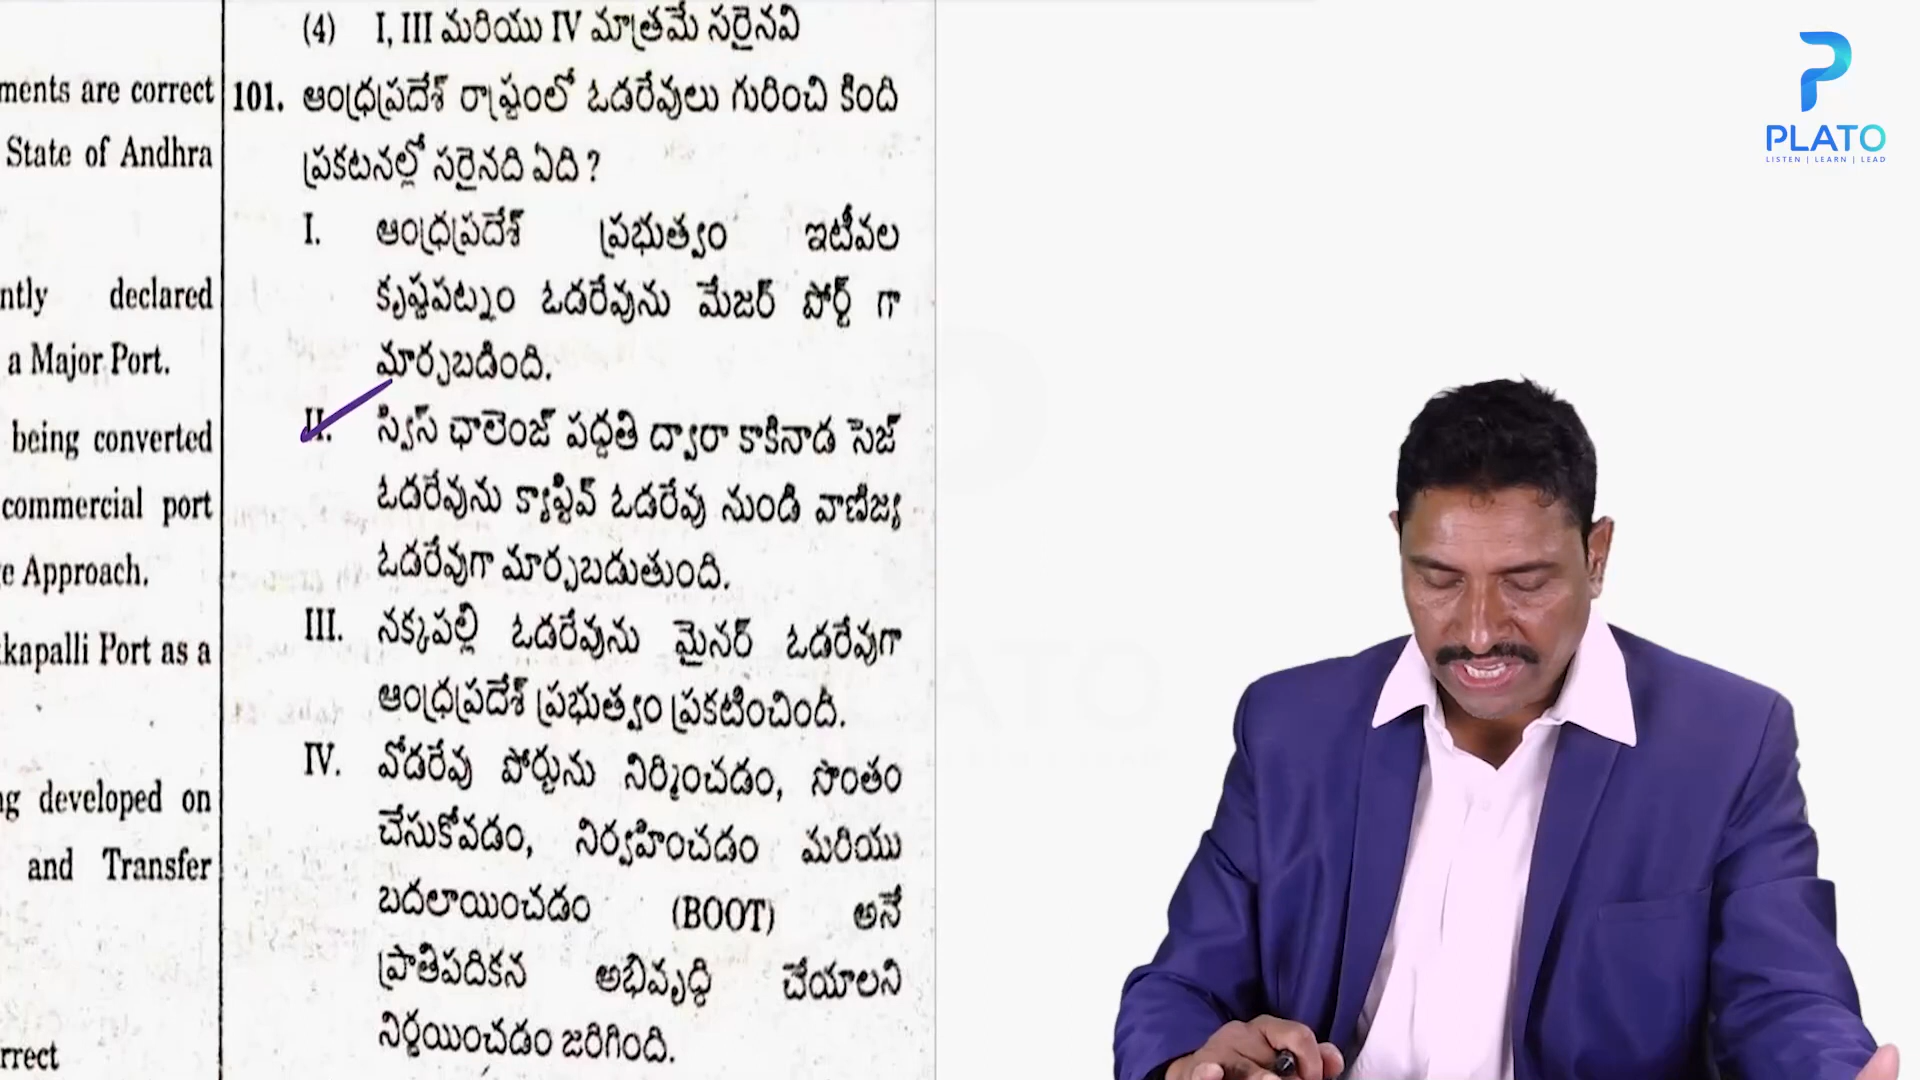 (4) I, III మరియు IV మాత్రమే సరైనవి
ments are correct
State of Andhra
ntly declared
a Major Port.
being converted
commercial port
e Approach.
kapalli Port as a
ng developed on
and Transfer
rrect
101. ఆంధ్రప్రదేశ్ రాష్ట్రంలో ఓడరేవులు గురించి కింది
ప్రకటనల్లో సరైనది ఏది ?
I. ఆంధ్రప్రదేశ్ ప్రభుత్వం ఇటీవల
కృష్ణపట్నం ఓడరేవును మేజర్ పోర్ట్ గా
మార్చబడింది.
II. స్విస్ ఛాలెంజ్ పద్ధతి ద్వారా కాకినాడ సెజ్
ఓడరేవును క్యాప్టివ్ ఓడరేవు నుండి వాణిజ్య
ఓడరేవుగా మార్చబడుతుంది.
III. నక్కపల్లి ఓడరేవును మైనర్ ఓడరేవుగా
ఆంధ్రప్రదేశ్ ప్రభుత్వం ప్రకటించింది.
IV. వోడరేవు పోర్టును నిర్మించడం, సొంతం
చేసుకోవడం, నిర్వహించడం మరియు
బదలాయించడం (BOOT) అనే
ప్రాతిపదికన అభివృద్ధి చేయాలని
నిర్ణయించడం జరిగింది.
PLATO
LISTEN | LEARN | LEAD